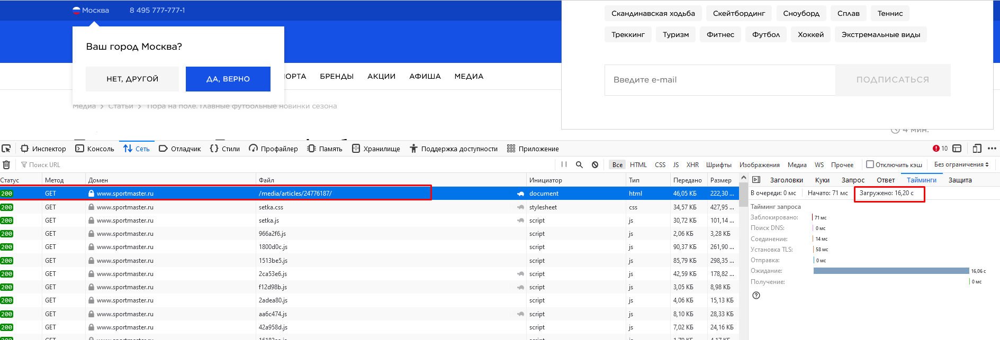 Москва 8 495 777-777-1
Ваш город Москва?
НЕТ, ДРУГОЙ ДА, ВЕРНО
ОРТА БРЕНДЫ АКЦИИ АФИША МЕДИА
Медиа > Статьи > Пора на поле. Главные футбольные новинки сезона
Скандинавская ходьба Скейтбординг Сноуборд Сплав Теннис
Треккинг Туризм Фитнес Футбол Хоккей Экстремальные виды
Введите e-mail ПОДПИСАТЬСЯ
4 мин.
Инспектор Консоль Сеть Отладчик Стили Профайлер Память Хранилище Поддержка доступности Приложение 10
Поиск URL Все HTML CSS JS XHR Шрифты Изображения Медиа WS Прочее Отключить кэш Без ограничения
Статус Метод Домен Файл Инициатор Тип Передано Размер
200 GET www.sportmaster.ru /media/articles/24776187/ document html 46,05 КБ 222,30 ...
200 GET www.sportmaster.ru setka.css stylesheet css 34,57 КБ 427,95 ...
200 GET www.sportmaster.ru setka.js script js 30,72 КБ 101,14 ...
200 GET www.sportmaster.ru 966a2f6.js script js 2,06 КБ 3,28 КБ
200 GET www.sportmaster.ru 1800d0c.js script js 90,37 КБ 261,90 ...
200 GET www.sportmaster.ru 1513be5.js script js 85,79 КБ 298,35 ...
200 GET www.sportmaster.ru 2ca53e6.js script js 42,59 КБ 178,82 ...
200 GET www.sportmaster.ru f12d98b.js script js 3,05 КБ 8,98 КБ
200 GET www.sportmaster.ru 2adea80.js script js 4,06 КБ 15,13 КБ
200 GET www.sportmaster.ru aa6c474.js script js 8,10 КБ 28,33 КБ
200 GET www.sportmaster.ru 42a958d.js script js 7,02 КБ 24,16 КБ
Заголовки Куки Запрос Ответ Тайминги Защита
В очереди: 0 мс Начато: 71 мс Загружено: 16,20 с
Тайминг запроса
Заблокировано: 71 мс
Поиск DNS: 0 мс
Соединение: 14 мс
Установка TLS: 58 мс
Отправка: 0 мс
Ожидание: 16,06 с
Получение: 0 мс